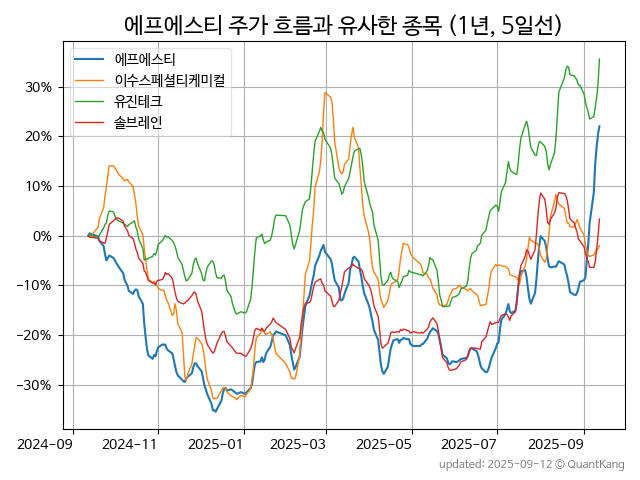 에프에스티 주가 흐름과 유사한 종목 (1년, 5일선)
에프에스티
이수스페셜티케미컬
유진테크
솔브레인
30%
20%
10%
0%
−10%
−20%
−30%
2024-09 2024-11 2025-01 2025-03 2025-05 2025-07 2025-09
updated: 2025-09-12 © QuantKang